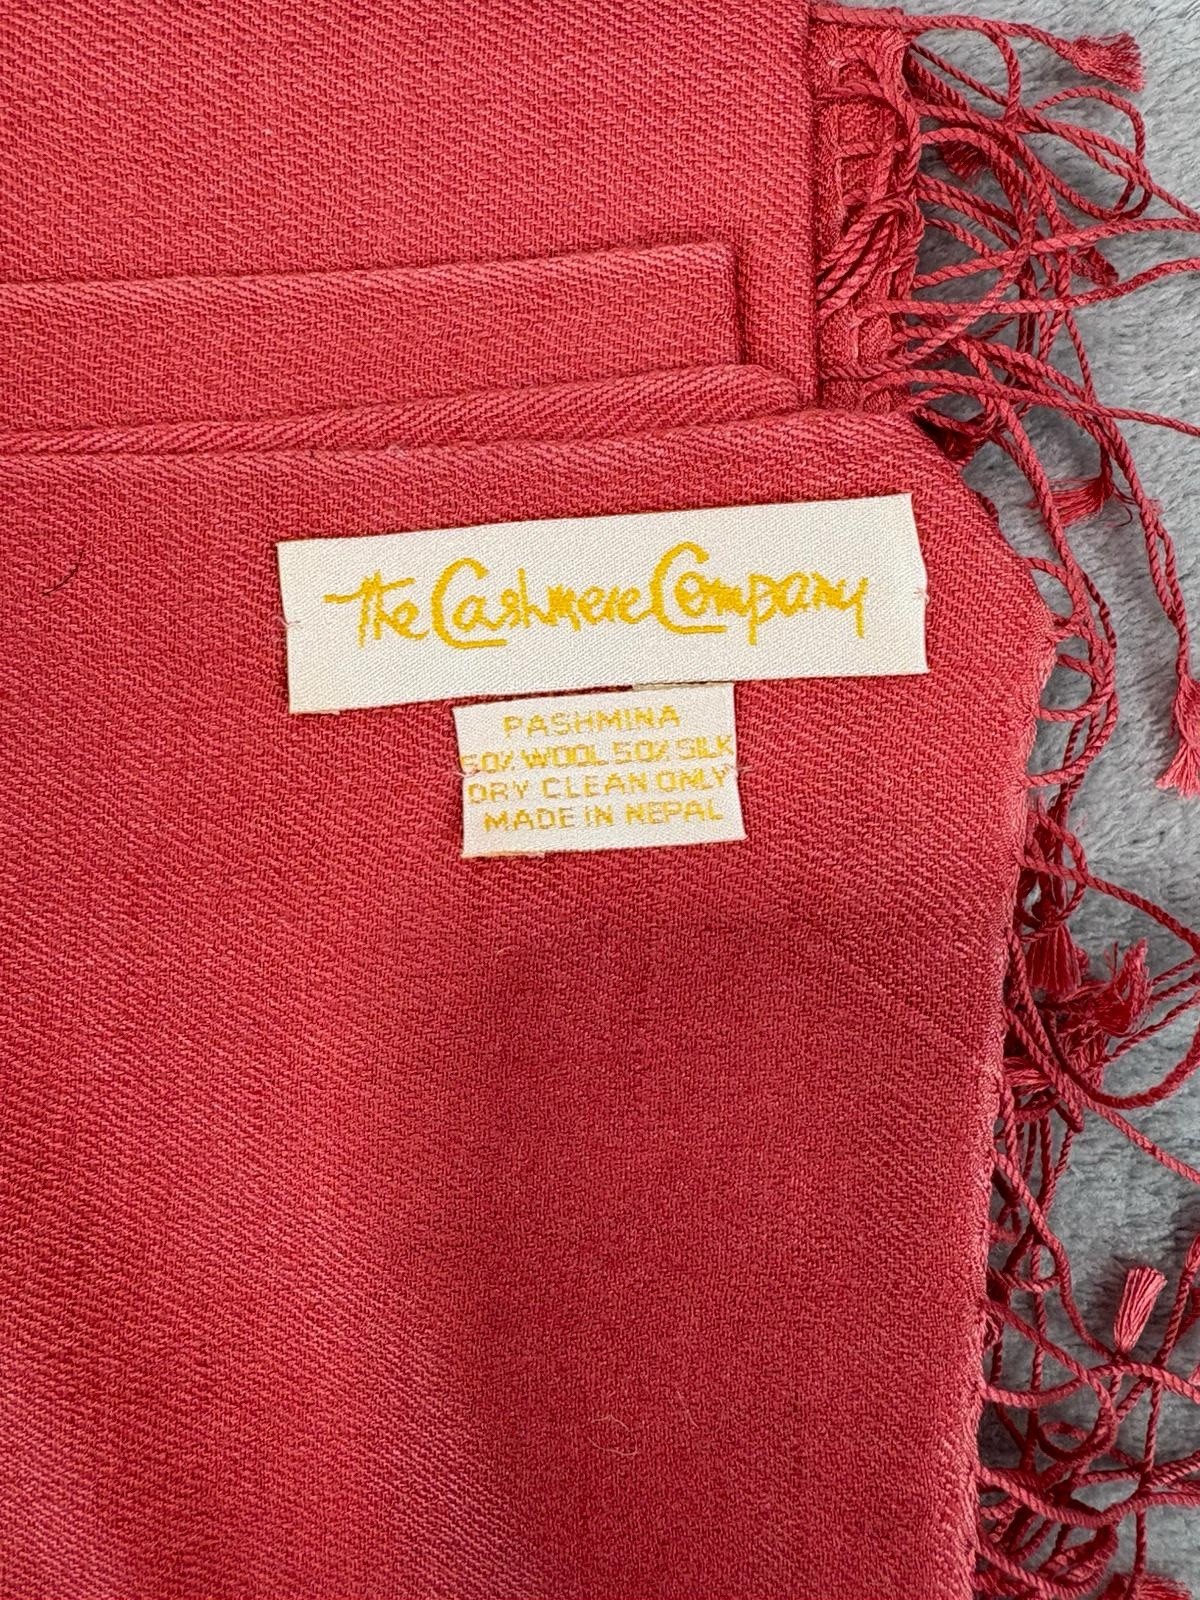 The Cashmere Company
PASHMINA
50% WOOL 50% SILK
DRY CLEAN ONLY
MADE IN NEPAL